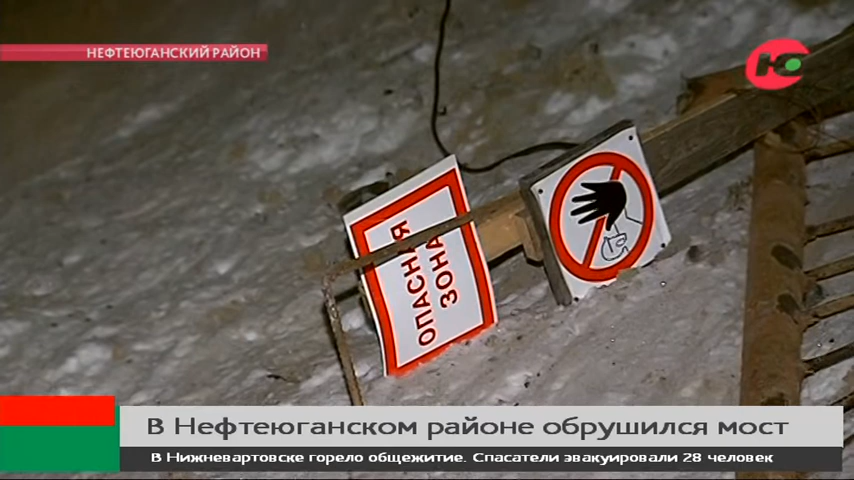 НЕФТЕЮГАНСКИЙ РАЙОН
Ю
ОПАСНАЯ
ЗОНА
В Нефтеюганском районе обрушился мост
В Нижневартовске горело общежитие. Спасатели эвакуировали 28 человек